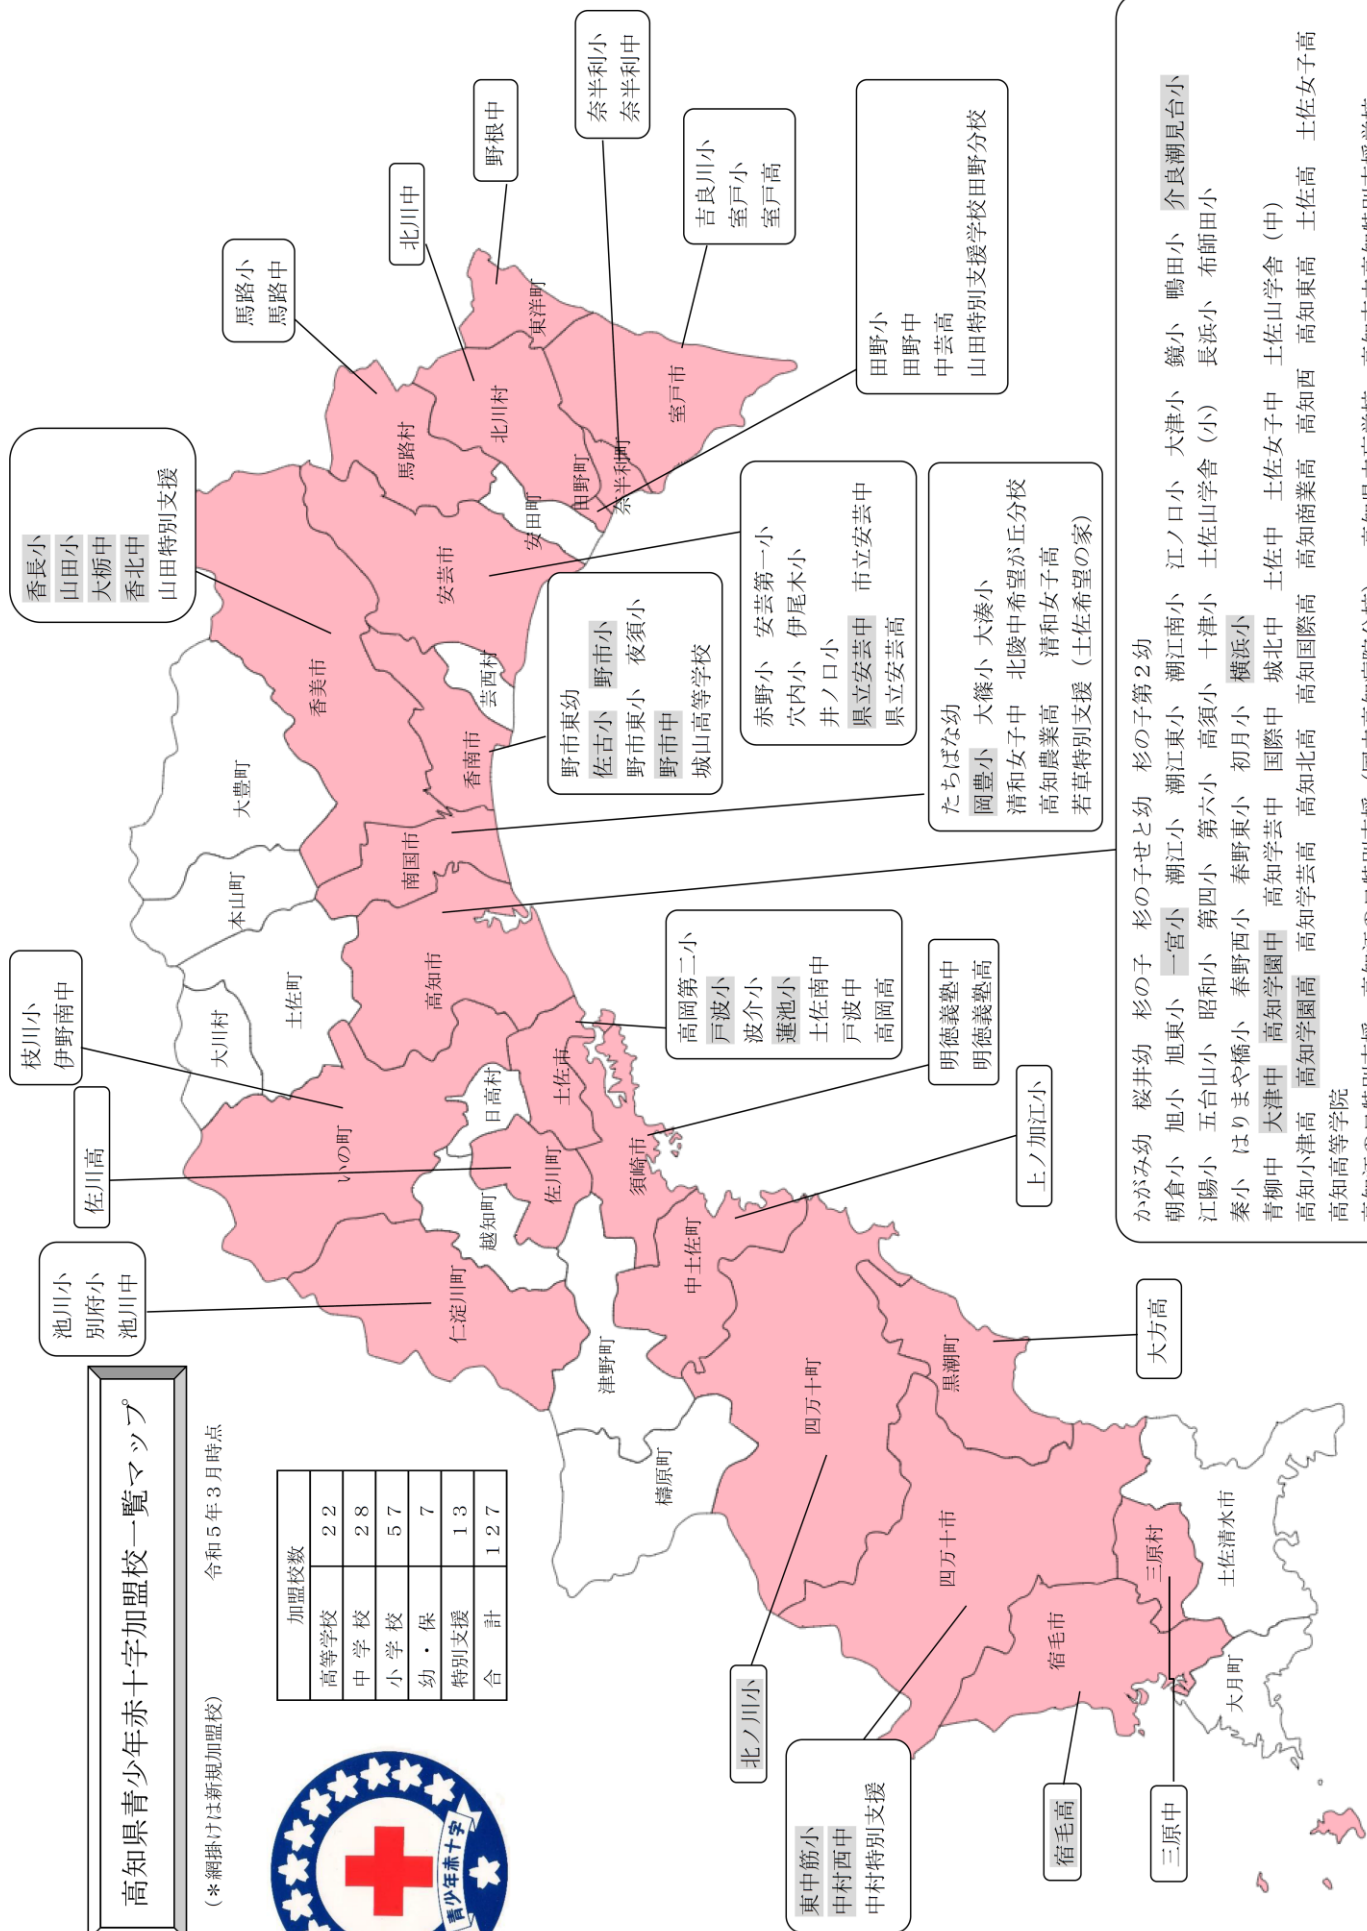 高知県青少年赤十字加盟校一覧マップ
(＊網掛けは新規加盟校)
令和５年３月時点
加盟校数
高等学校 ２２
中 学 校 ２８
小 学 校 ５７
幼 ・ 保 ７
特別支援 １３
合 計 １２７
青少年赤十字
池川小
別府小
池川中
佐川高
枝川小
伊野南中
香長小
山田小
大栃中
香北中
山田特別支援
馬路小
馬路中
北川中
野根中
奈半利小
奈半利中
吉良川小
室戸小
室戸高
田野小
田野中
中芸高
山田特別支援学校田野分校
赤野小 安芸第一小
穴内小 伊尾木小
井ノ口小
県立安芸中 市立安芸中
県立安芸高
野市東幼
佐古小 野市小
野市東小 夜須小
野市中
城山高等学校
たちばな幼
岡豊小 大篠小 大湊小
清和女子中 北陵中希望が丘分校
高知農業高 清和女子高
若草特別支援（土佐希望の家）
高岡第二小
戸波小
波介小
蓮池小
土佐南中
戸波中
高岡高
明徳義塾中
明徳義塾高
上ノ加江小
大方高
北ノ川小
東中筋小
中村西中
中村特別支援
宿毛高
三原中
仁淀川町
いの町
越知町
佐川町
日高村
土佐市
須崎市
津野町
檮原町
中土佐町
四万十町
黒潮町
四万十市
宿毛市
三原村
土佐清水市
大月町
大川村
土佐町
本山町
大豊町
高知市
南国市
香美市
香南市
芸西村
安芸市
安田町
馬路村
北川村
田野町
奈半利町
東洋町
室戸市
かがみ幼 桜井幼 杉の子 杉の子せと幼 杉の子第２幼
朝倉小 旭小 旭東小 一宮小 潮江小 潮江東小 潮江南小 江ノ口小 大津小 鏡小 鴨田小 介良潮見台小
江陽小 五台山小 昭和小 第四小 第六小 高須小 十津小 土佐山学舎（小） 長浜小 布師田小
秦小 はりまや橋小 春野西小 春野東小 初月小 横浜小
青柳中 大津中 高知学園中 高知学芸中 国際中 城北中 土佐中 土佐女子中 土佐山学舎（中）
高知小津高 高知学園高 高知学芸高 高知北高 高知国際高 高知商業高 高知西 高知東高 土佐高 土佐女子高
高知高等学院